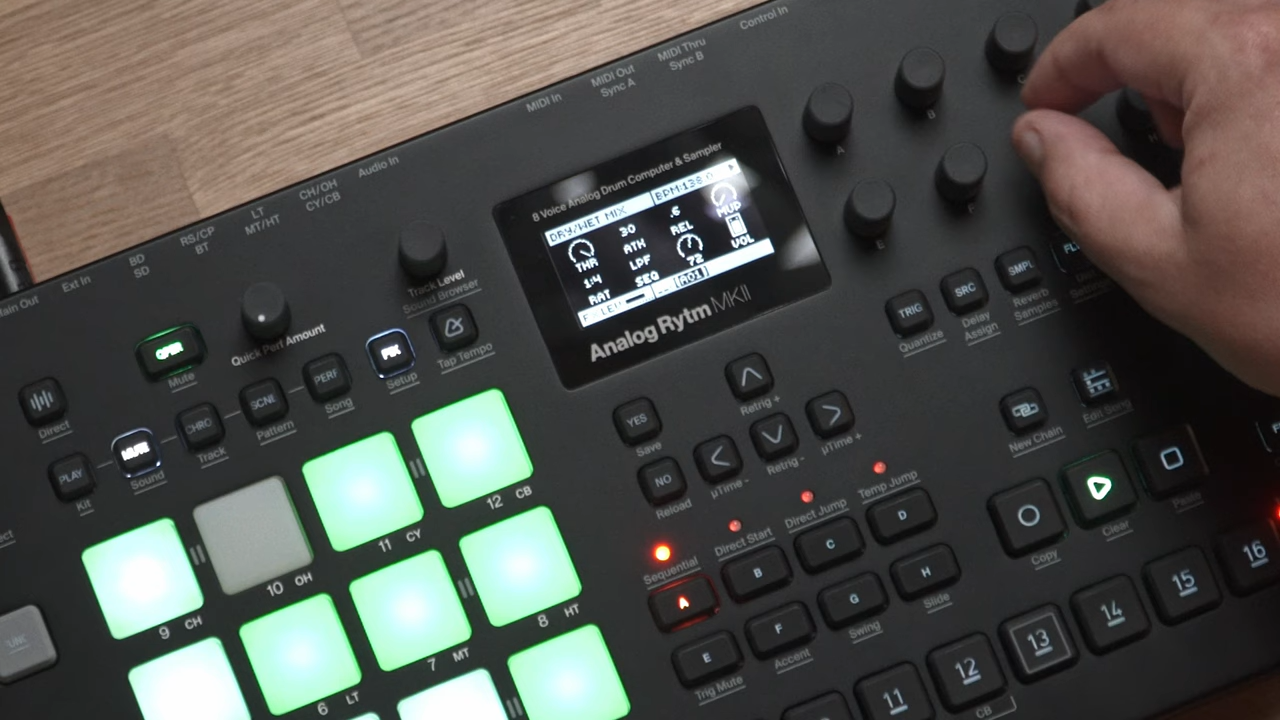 Control In
MIDI Thru
Sync B
MIDI Out
Sync A
MIDI In
Audio In
CH/OH
CY/CB
LT
MT/HT
RS/CP
BT
BD
SD
Ext In
ain Out
8 Voice Analog Drum Computer & Sampler
DRY/WET MIX
BPM:138.0
THR
30
ATH
.6
REL
MUP
1:4
RAT
LPF
SEQ
72
VOL
[A01]
Analog Rytm MKII
A
B
E
F
Track Level
Sound Browser
Quick Perf Amount
Mute
FIX
Setup
Tap Tempo
Direct
PLAY
Kit
MUTE
Sound
CHRO
Track
SCNE
Pattern
PERF
Song
TRIG
Quantize
SRC
Delay
Assign
SMPL
Reverb
Samples
YES
Save
NO
Reload
Retrig +
μTime -
Retrig -
μTime +
New Chain
Edit Song
Sequential
Direct Start
Direct Jump
Temp Jump
A
B
C
D
E
F
G
H
Trig Mute
Accent
Swing
Slide
Copy
Clear
Paste
9 CH
10 OH
11 CY
12 CB
6 LT
7 MT
8 HT
FUNC
11
12
13
14
15
16
CB